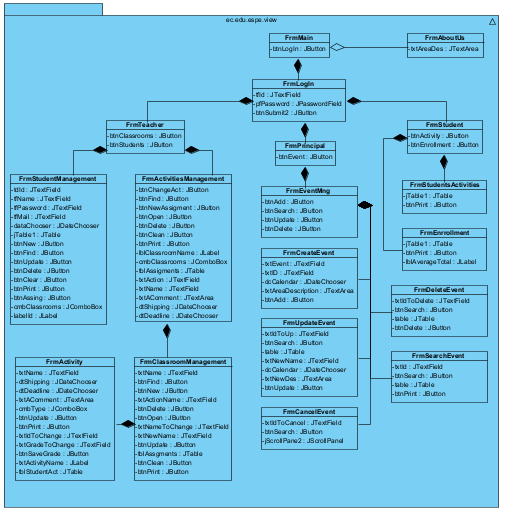 ec.edu.espe.view
FrmMain
-btnLogIn : JButton
FrmAboutUs
-txtAreaDes : JTextArea
FrmLogIn
-tfId : JTextField
-pfPassword : JPasswordField
-btnSubmit2 : JButton
FrmTeacher
-btnClassrooms : JButton
-btnStudents : JButton
FrmPrincipal
-btnEvent : JButton
FrmStudent
-btnActivity : JButton
-btnEnrollment : JButton
FrmStudentManagement
-tdId : JTextField
-tfName : JTextField
-tfPassword : JTextField
-tfMail : JTextField
-dataChooser : JDateChooser
-jTable1 : JTable
-btnNew : JButton
-btnFind : JButton
-btnUpdate : JButton
-btnDelete : JButton
-btnClear : JButton
-btnPrint : JButton
-btnAssing : JButton
-cmbClassrooms : JComboBox
-labelId : JLabel
FrmActivitiesManagement
-btnChangeAct : JButton
-btnFind : JButton
-btnNewAssigment : JButton
-btnOpen : JButton
-btnDelete : JButton
-btnClean : JButton
-btnPrint : JButton
-lblClassroomName : JLabel
-cmbClassrooms : JComboBox
-tblAssigments : JTable
-txtAction : JTextField
-txtName : JTextField
-txtAComment : JTextArea
-dtShipping : JDateChooser
-dtDeadline : JDateChooser
FrmEventMng
-btnAdd : JButton
-btnSearch : JButton
-btnUpdate : JButton
-btnDelete : JButton
FrmStudentsActivities
-jTable1 : JTable
-btnPrint : JButton
FrmEnrrollment
-jTable1 : JTable
-btnPrint : JButton
-lblAverageTotal : JLabel
FrmCreateEvent
-txtEvent : JTextField
-txtID : JTextField
-dcCalendar : JDateChooser
-txtAreaDescription : JTextArea
-btnAdd : JButton
FrmDeleteEvent
-txtIdToDelete : JTextField
-btnSearch : JButton
-table : JTable
-btnDelete : JButton
FrmUpdateEvent
-txtIdToUp : JTextField
-btnSearch : JButton
-table : JTable
-txtNewName : JTextField
-dcCalendar : JDateChooser
-txtNewDes : JTextArea
-btnUpdate : JButton
FrmSearchEvent
-txtId : JTextField
-btnSearch : JButton
-table : JTable
-btnPrint : JButton
FrmActivity
-txtName : JTextField
-dtShipping : JDateChooser
-dtDeadline : JDateChooser
-txtAComment : JTextArea
-cmbType : JComboBox
-btnUpdate : JButton
-btnPrint : JButton
-txtIdToChange : JTextField
-txtGradeToChange : JTextField
-btnSaveGrade : JButton
-txtActivityName : JLabel
-tblStudentAct : JTable
FrmClassroomManagement
-txtName : JTextField
-btnFind : JButton
-btnNew : JButton
-txtActionName : JTextField
-btnDelete : JButton
-btnOpen : JButton
-txtNameToChange : JTextField
-txtNewName : JTextField
-btnUpdate : JButton
-tblAssgments : JTable
-btnClean : JButton
-btnPrint : JButton
FrmCancelEvent
-txtIdToCancel : JTextField
-btnSearch : JButton
-jScrollPane2 : JScrollPanel